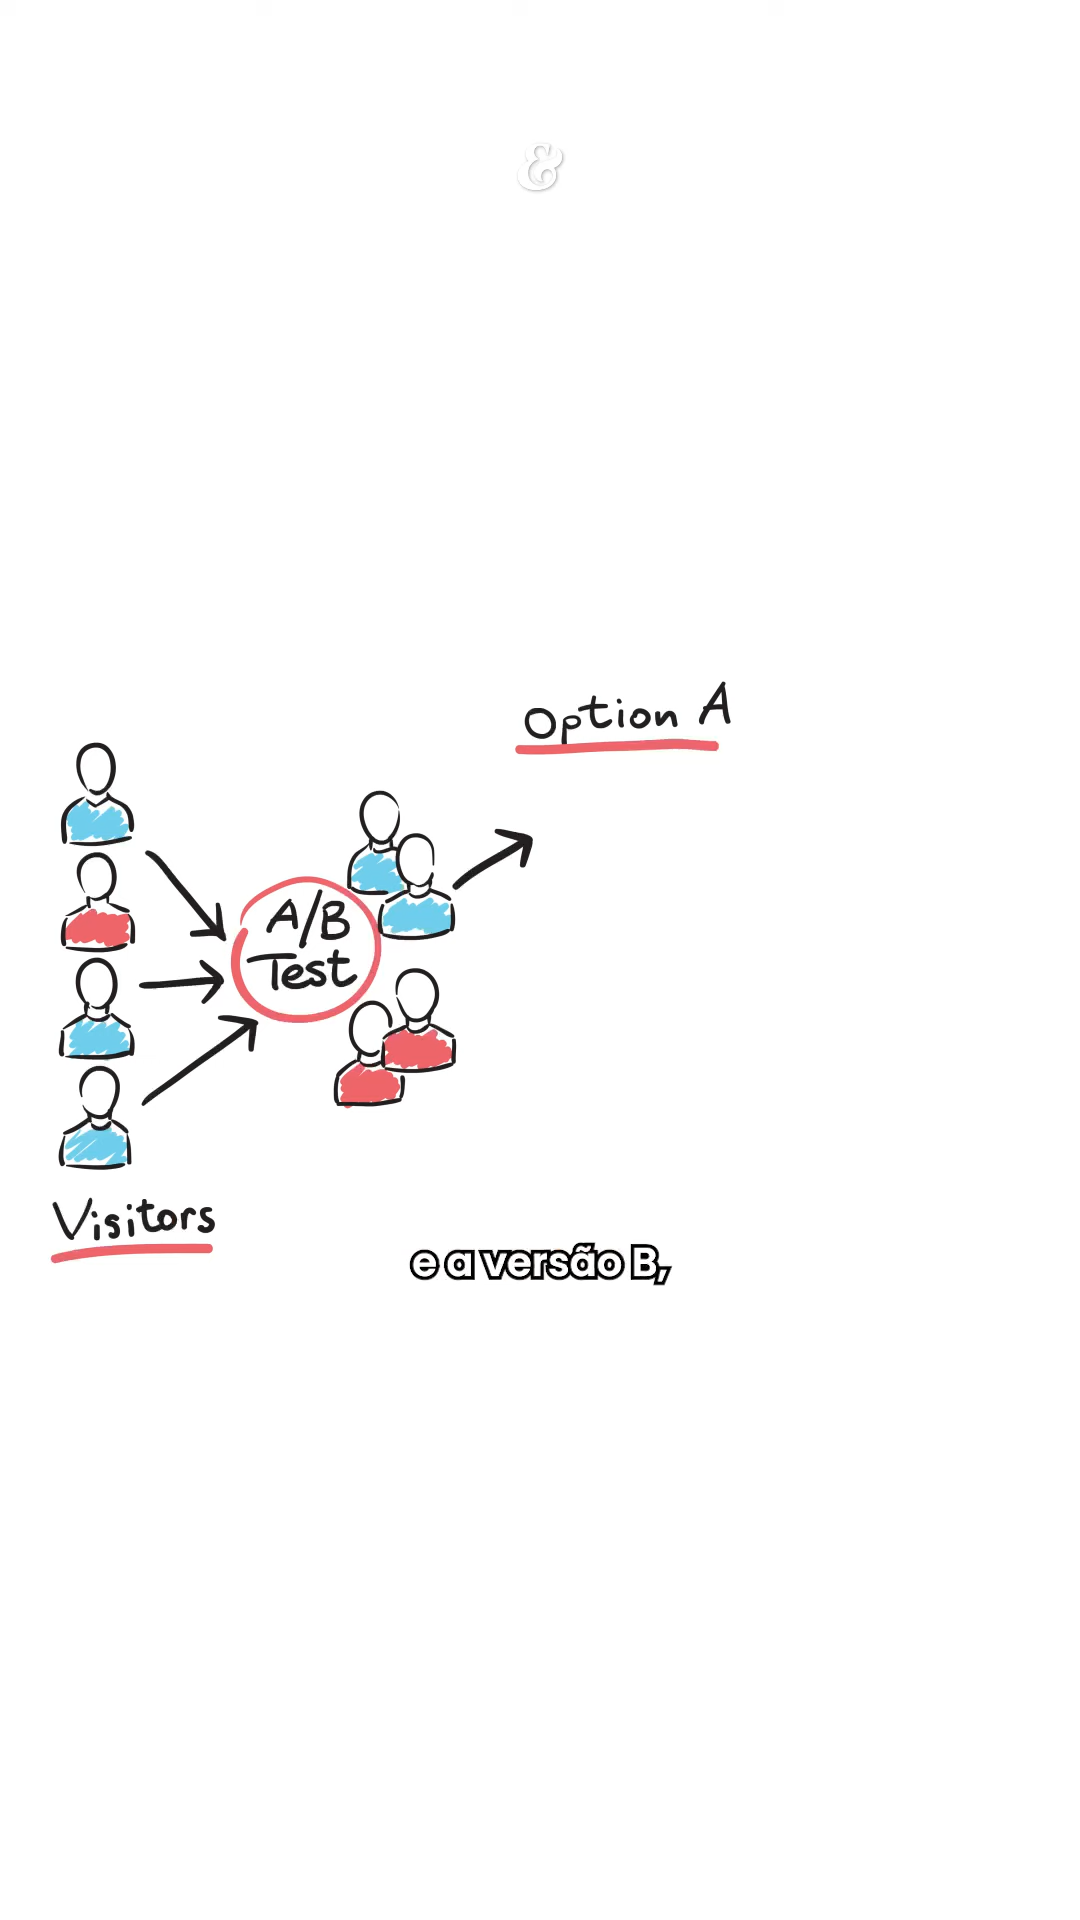 &
Option A
A/B
Test
Visitors
e a versão B,